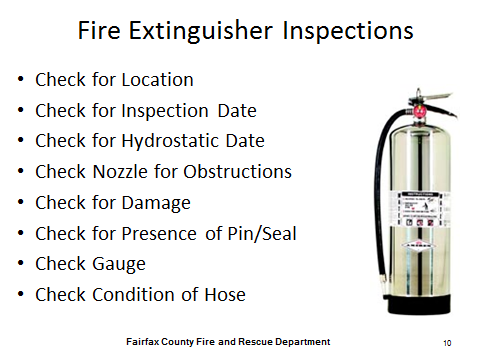 Fire Extinguisher Inspections
• Check for Location
• Check for Inspection Date
• Check for Hydrostatic Date
• Check Nozzle for Obstructions
• Check for Damage
• Check for Presence of Pin/Seal
• Check Gauge
• Check Condition of Hose
INSTRUCTIONS
AMEREX
Fairfax County Fire and Rescue Department
10